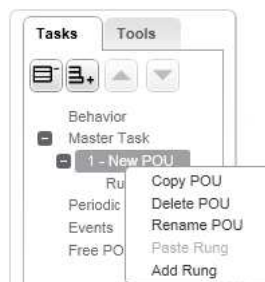 Tasks Tools
Behavior
Master Task
1 - New POU
Ru
Periodic
Events
Free PO
Copy POU
Delete POU
Rename POU
Paste Rung
Add Rung